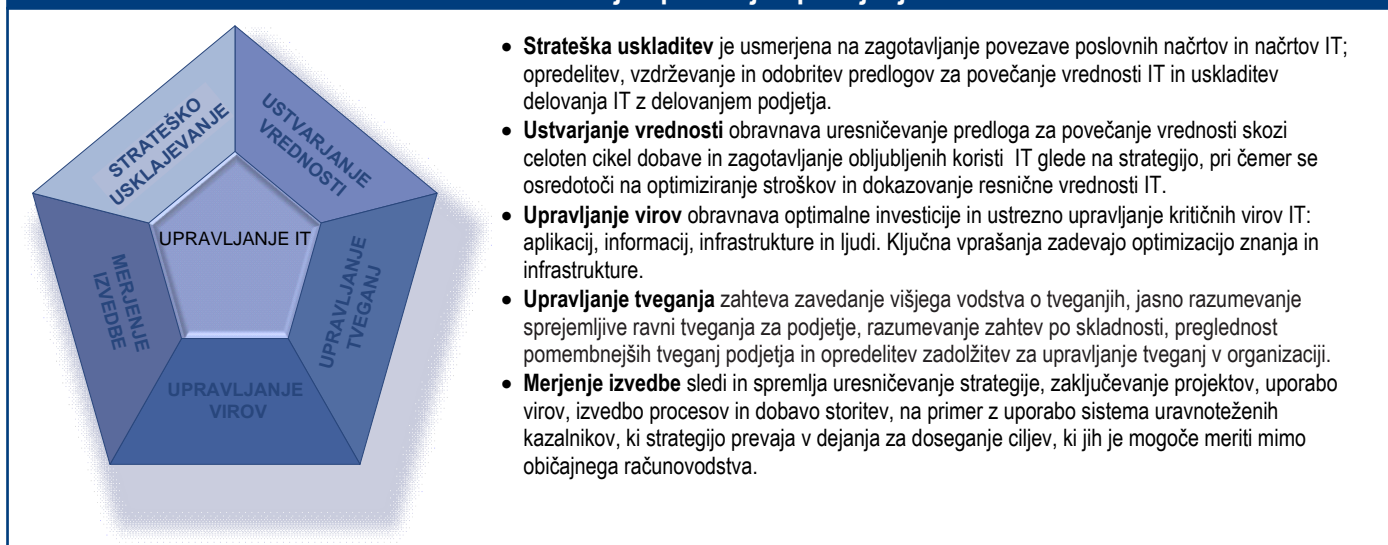 STRATEŠKO
USKLAJEVANJE
USTVARJANJE
VREDNOSTI
UPRAVLJANJE IT
MERJENJE
IZVEDBE
UPRAVLJANJE
TVEGANJ
UPRAVLJANJE
VIROV
• Strateška uskladitev je usmerjena na zagotavljanje povezave poslovnih načrtov in načrtov IT;
opredelitev, vzdrževanje in odobritev predlogov za povečanje vrednosti IT in uskladitev
delovanja IT z delovanjem podjetja.
• Ustvarjanje vrednosti obravnava uresničevanje predloga za povečanje vrednosti skozi
celoten cikel dobave in zagotavljanje obljubljenih koristi IT glede na strategijo, pri čemer se
osredotoči na optimiziranje stroškov in dokazovanje resnične vrednosti IT.
• Upravljanje virov obravnava optimalne investicije in ustrezno upravljanje kritičnih virov IT:
aplikacij, informacij, infrastrukture in ljudi. Ključna vprašanja zadevajo optimizacijo znanja in
infrastrukture.
• Upravljanje tveganja zahteva zavedanje višjega vodstva o tveganjih, jasno razumevanje
sprejemljive ravni tveganja za podjetje, razumevanje zahtev po skladnosti, preglednost
pomembnejših tveganj podjetja in opredelitev zadolžitev za upravljanje tveganj v organizaciji.
• Merjenje izvedbe sledi in spremlja uresničevanje strategije, zaključevanje projektov, uporabo
virov, izvedbo procesov in dobavo storitev, na primer z uporabo sistema uravnoteženih
kazalnikov, ki strategijo prevaja v dejanja za doseganje ciljev, ki jih je mogoče meriti mimo
običajnega računovodstva.